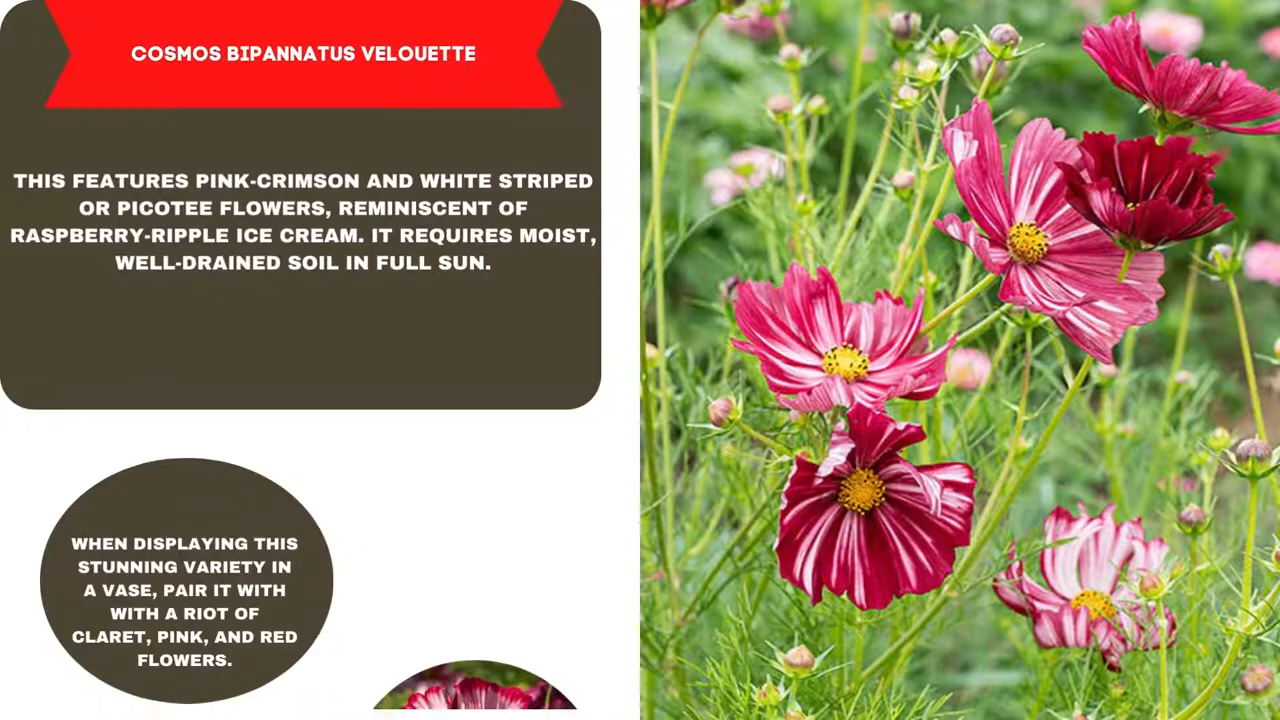 COSMOS BIPANNATUS VELOUETTE
THIS FEATURES PINK-CRIMSON AND WHITE STRIPED
OR PICOTEE FLOWERS, REMINISCENT OF
RASPBERRY-RIPPLE ICE CREAM. IT REQUIRES MOIST,
WELL-DRAINED SOIL IN FULL SUN.
WHEN DISPLAYING THIS
STUNNING VARIETY IN
A VASE, PAIR IT WITH
WITH A RIOT OF
CLARET, PINK, AND RED
FLOWERS.